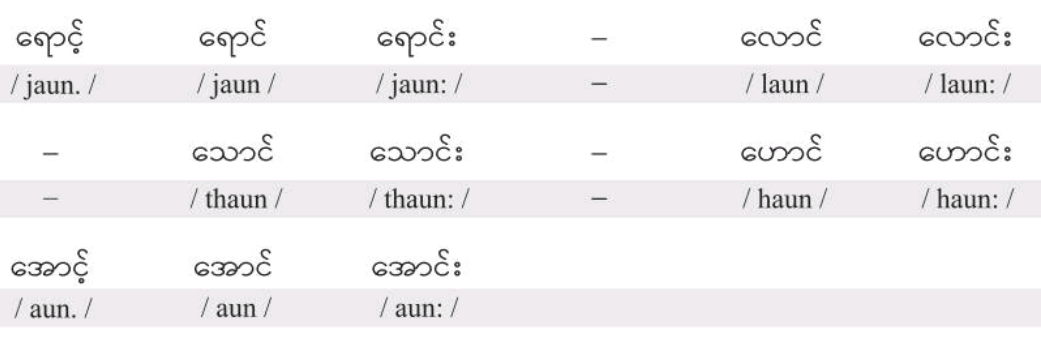 ရောင့် ရောင် ရောင်း – လောင် လောင်း
/ jaun. / / jaun / / jaun: / – / laun / / laun: /
– သောင် သောင်း – ဟောင် ဟောင်း
– / thaun / / thaun: / – / haun / / haun: /
အောင့် အောင် အောင်း
/ aun. / / aun / / aun: /